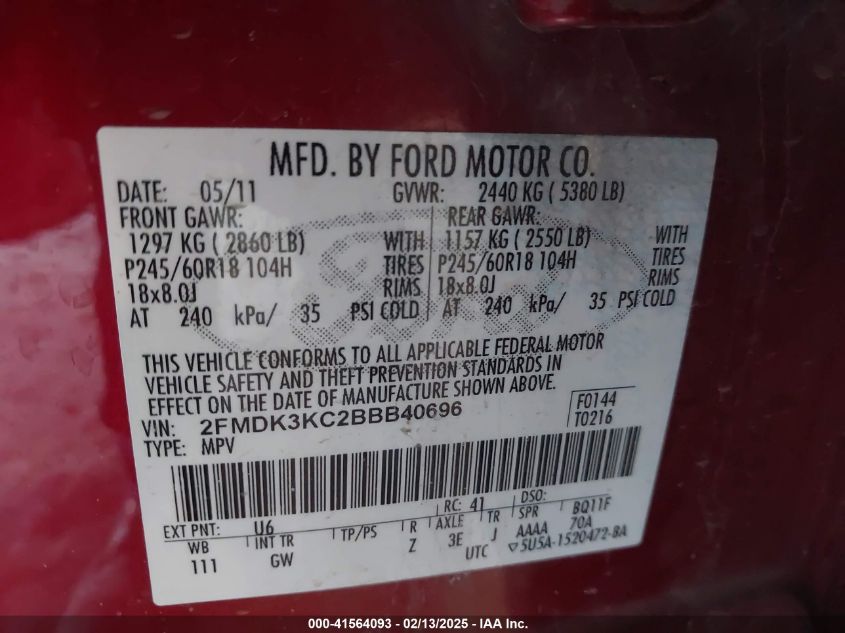 MFD. BY FORD MOTOR CO.
DATE: 05/11 GVWR: 2440 KG ( 5380 LB)
FRONT GAWR: REAR GAWR:
1297 KG ( 2860 LB) WITH 1157 KG ( 2550 LB) WITH
P245/60R18 104H TIRES P245/60R18 104H TIRES
18x8.0J RIMS 18x8.0J RIMS
AT 240 kPa/ 35 PSI COLD AT 240 kPa/ 35 PSI COLD
Ford
THIS VEHICLE CONFORMS TO ALL APPLICABLE FEDERAL MOTOR
VEHICLE SAFETY AND THEFT PREVENTION STANDARDS IN
EFFECT ON THE DATE OF MANUFACTURE SHOWN ABOVE.
VIN: 2FMDK3KC2BBB40696 F0144
TYPE: MPV T0216
EXT PNT: U6 RC: 41 DSO: BQ11F
WB INT TR TP/PS R AXLE TR SPR 70A
111 GW Z 3E J AAAA
UTC ▽5U5A-1520472-BA
000-41564093 - 02/13/2025 - IAA Inc.